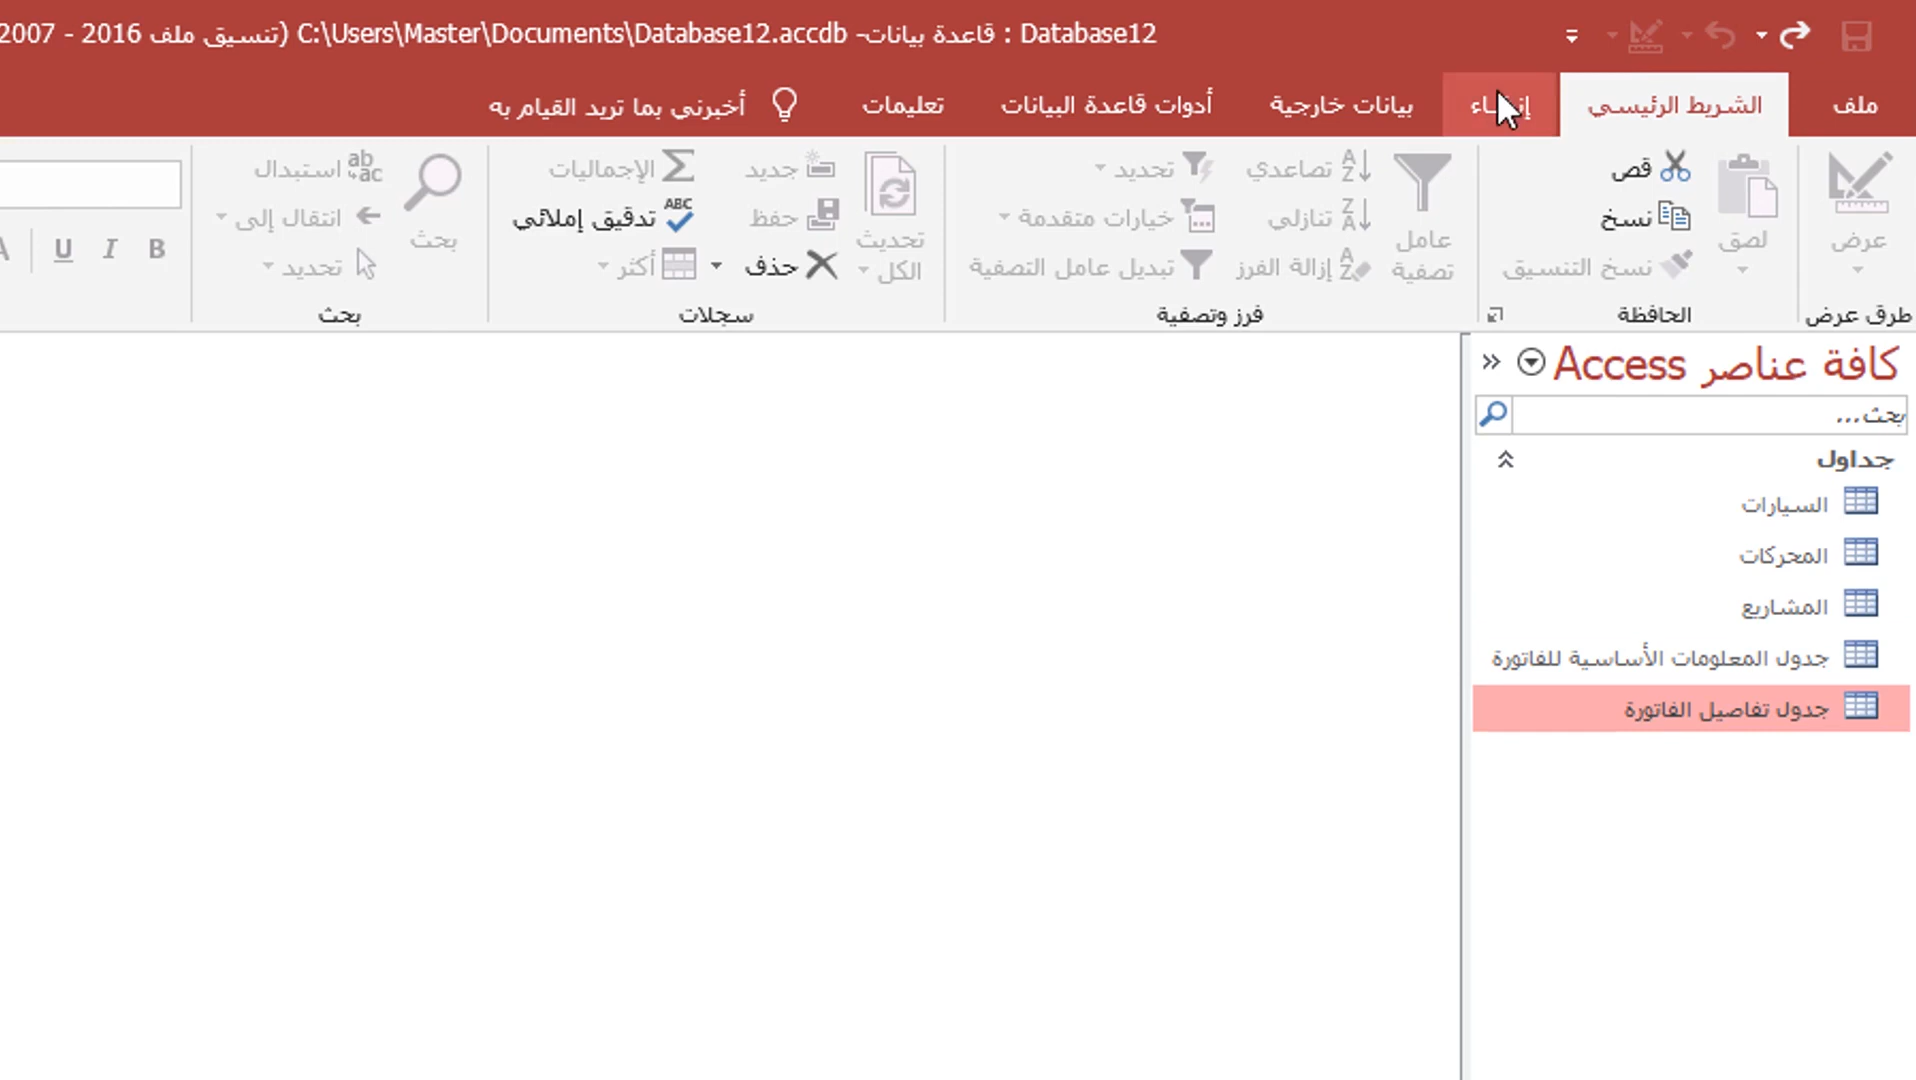 Database12 : قاعدة بيانات- C:\Users\Master\Documents\Database12.accdb (تنسيق ملف 2016 - 2007
ملف
الشريط الرئيسي
بيانات خارجية
أدوات قاعدة البيانات
تعليمات
أخبرني بما تريد القيام به
عرض
طرق عرض
لصق
قص
نسخ
نسخ التنسيق
الحافظة
عامل تصفية
تصاعدي
تنازلي
إزالة الفرز
تحديد
خيارات متقدمة
تبديل عامل التصفية
فرز وتصفية
تحديث الكل
جديد
حفظ
حذف
الإجماليات
تدقيق إملائي
أكثر
سجلات
بحث
استبدال
انتقال إلى
تحديد
بحث
B I U A
كافة عناصر Access
بحث...
جداول
السيارات
المحركات
المشاريع
جدول المعلومات الأساسية للفاتورة
جدول تفاصيل الفاتورة